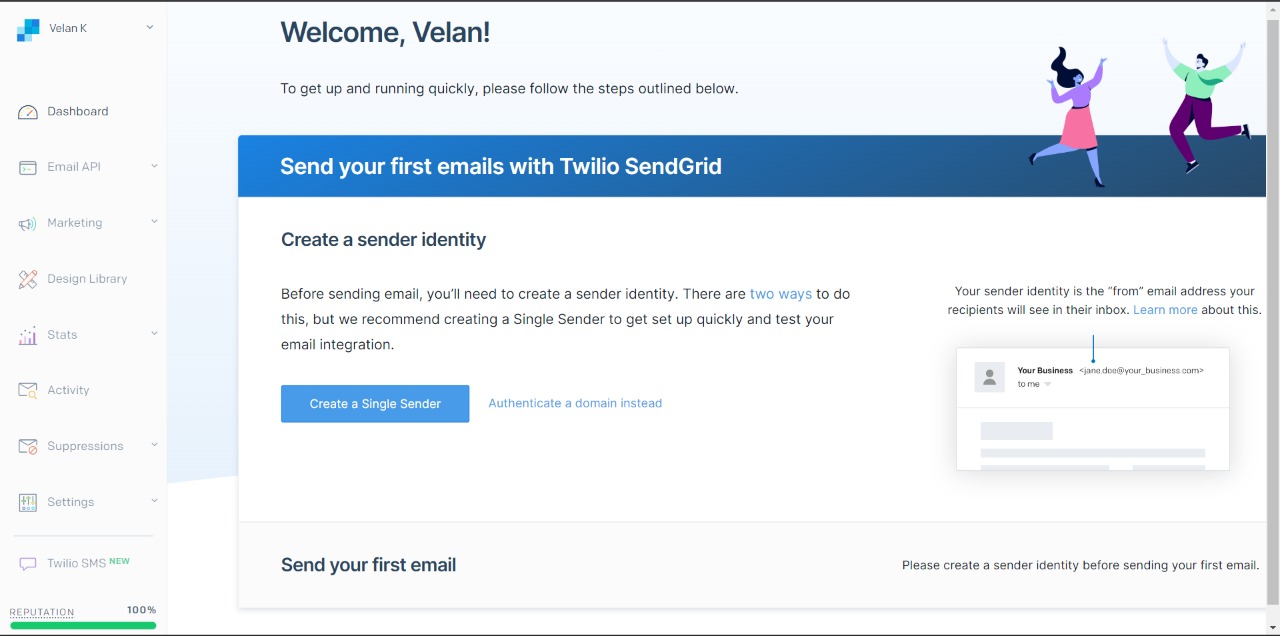 Velan K
Dashboard
Email API
Marketing
Design Library
Stats
Activity
Suppressions
Settings
Twilio SMS NEW
REPUTATION 100%
Welcome, Velan!
To get up and running quickly, please follow the steps outlined below.
Send your first emails with Twilio SendGrid
Create a sender identity
Before sending email, you’ll need to create a sender identity. There are two ways to do
this, but we recommend creating a Single Sender to get set up quickly and test your
email integration.
Create a Single Sender
Authenticate a domain instead
Your sender identity is the “from” email address your
recipients will see in their inbox. Learn more about this.
Your Business <jane.doe@your_business.com>
to me
Send your first email
Please create a sender identity before sending your first email.